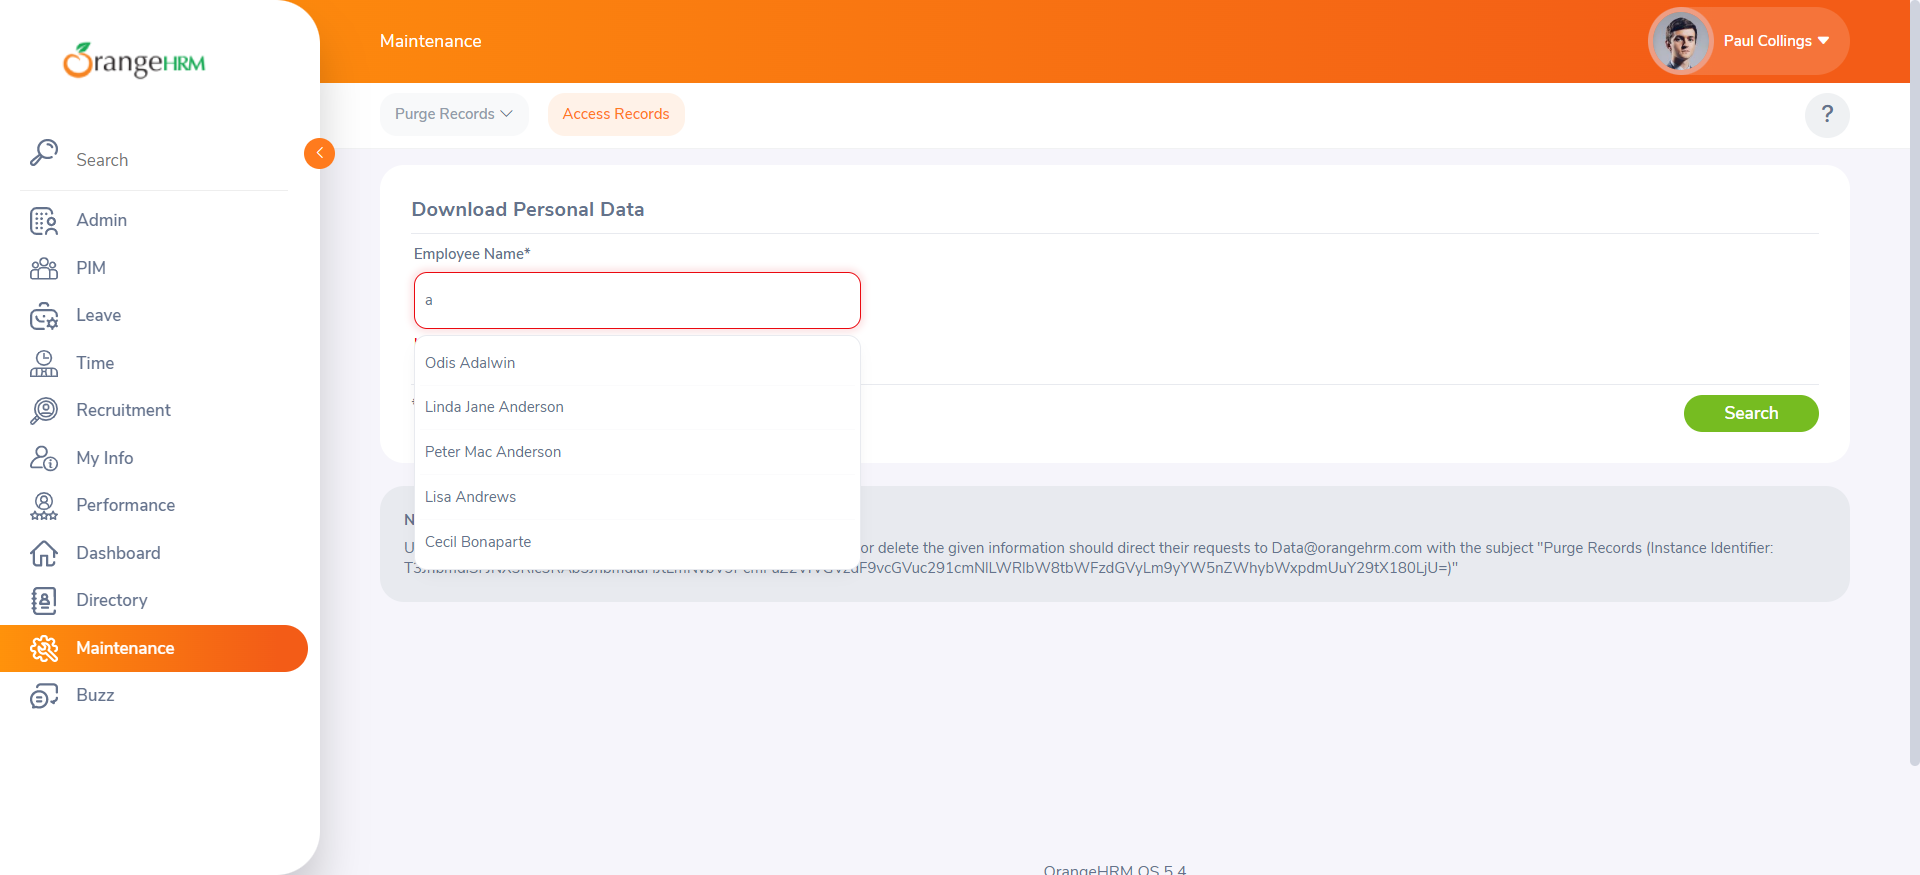 OrangeHRM
Maintenance
Paul Collings
Purge Records
Access Records
?
Search
Admin
PIM
Leave
Time
Recruitment
My Info
Performance
Dashboard
Directory
Maintenance
Buzz
Download Personal Data
Employee Name*
a
Odis Adalwin
Linda Jane Anderson
Peter Mac Anderson
Lisa Andrews
Cecil Bonaparte
Search
or delete the given information should direct their requests to Data@orangehrm.com with the subject "Purge Records (Instance Identifier:
OrangeHRM OS 5.4